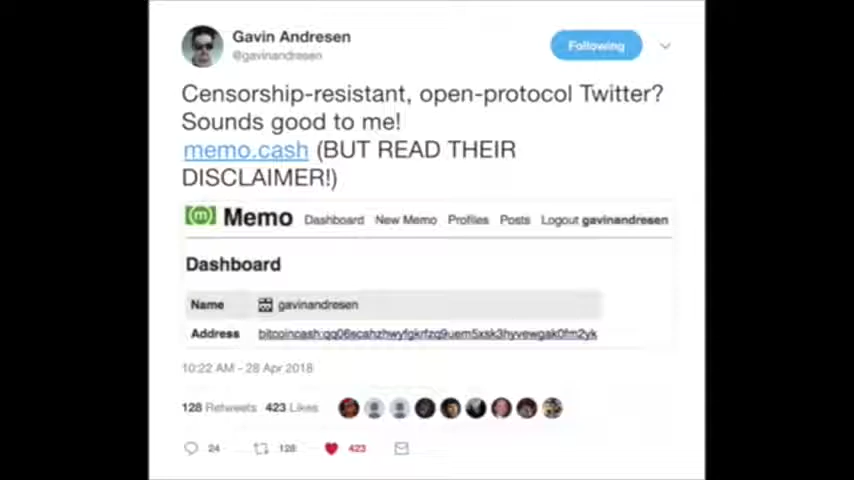 Gavin Andresen
@gavinandresen
Following
Censorship-resistant, open-protocol Twitter?
Sounds good to me!
memo.cash (BUT READ THEIR
DISCLAIMER!)
Memo Dashboard New Memo Profiles Posts Logout gavinandresen
Dashboard
Name gavinandresen
Address
10:22 AM - 28 Apr 2018
128 Retweets 423 Likes
24 128 423